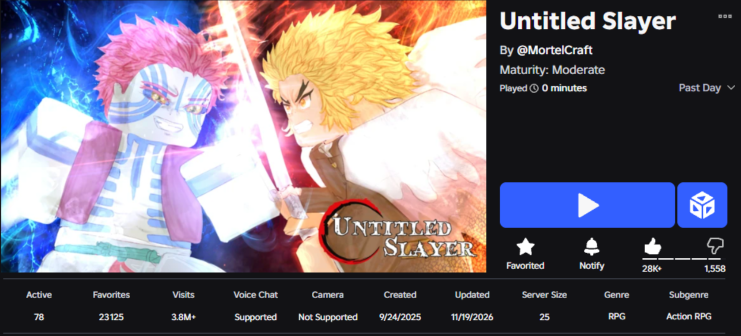 Untitled Slayer
By @MortelCraft
Maturity: Moderate
Played 0 minutes
Past Day
UNTITLED
SLAYER
Favorited
Notify
28K+
1,558
Active Favorites Visits Voice Chat Camera Created Updated Server Size Genre Subgenre
78 23125 3.8M+ Supported Not Supported 9/24/2025 11/19/2026 25 RPG Action RPG